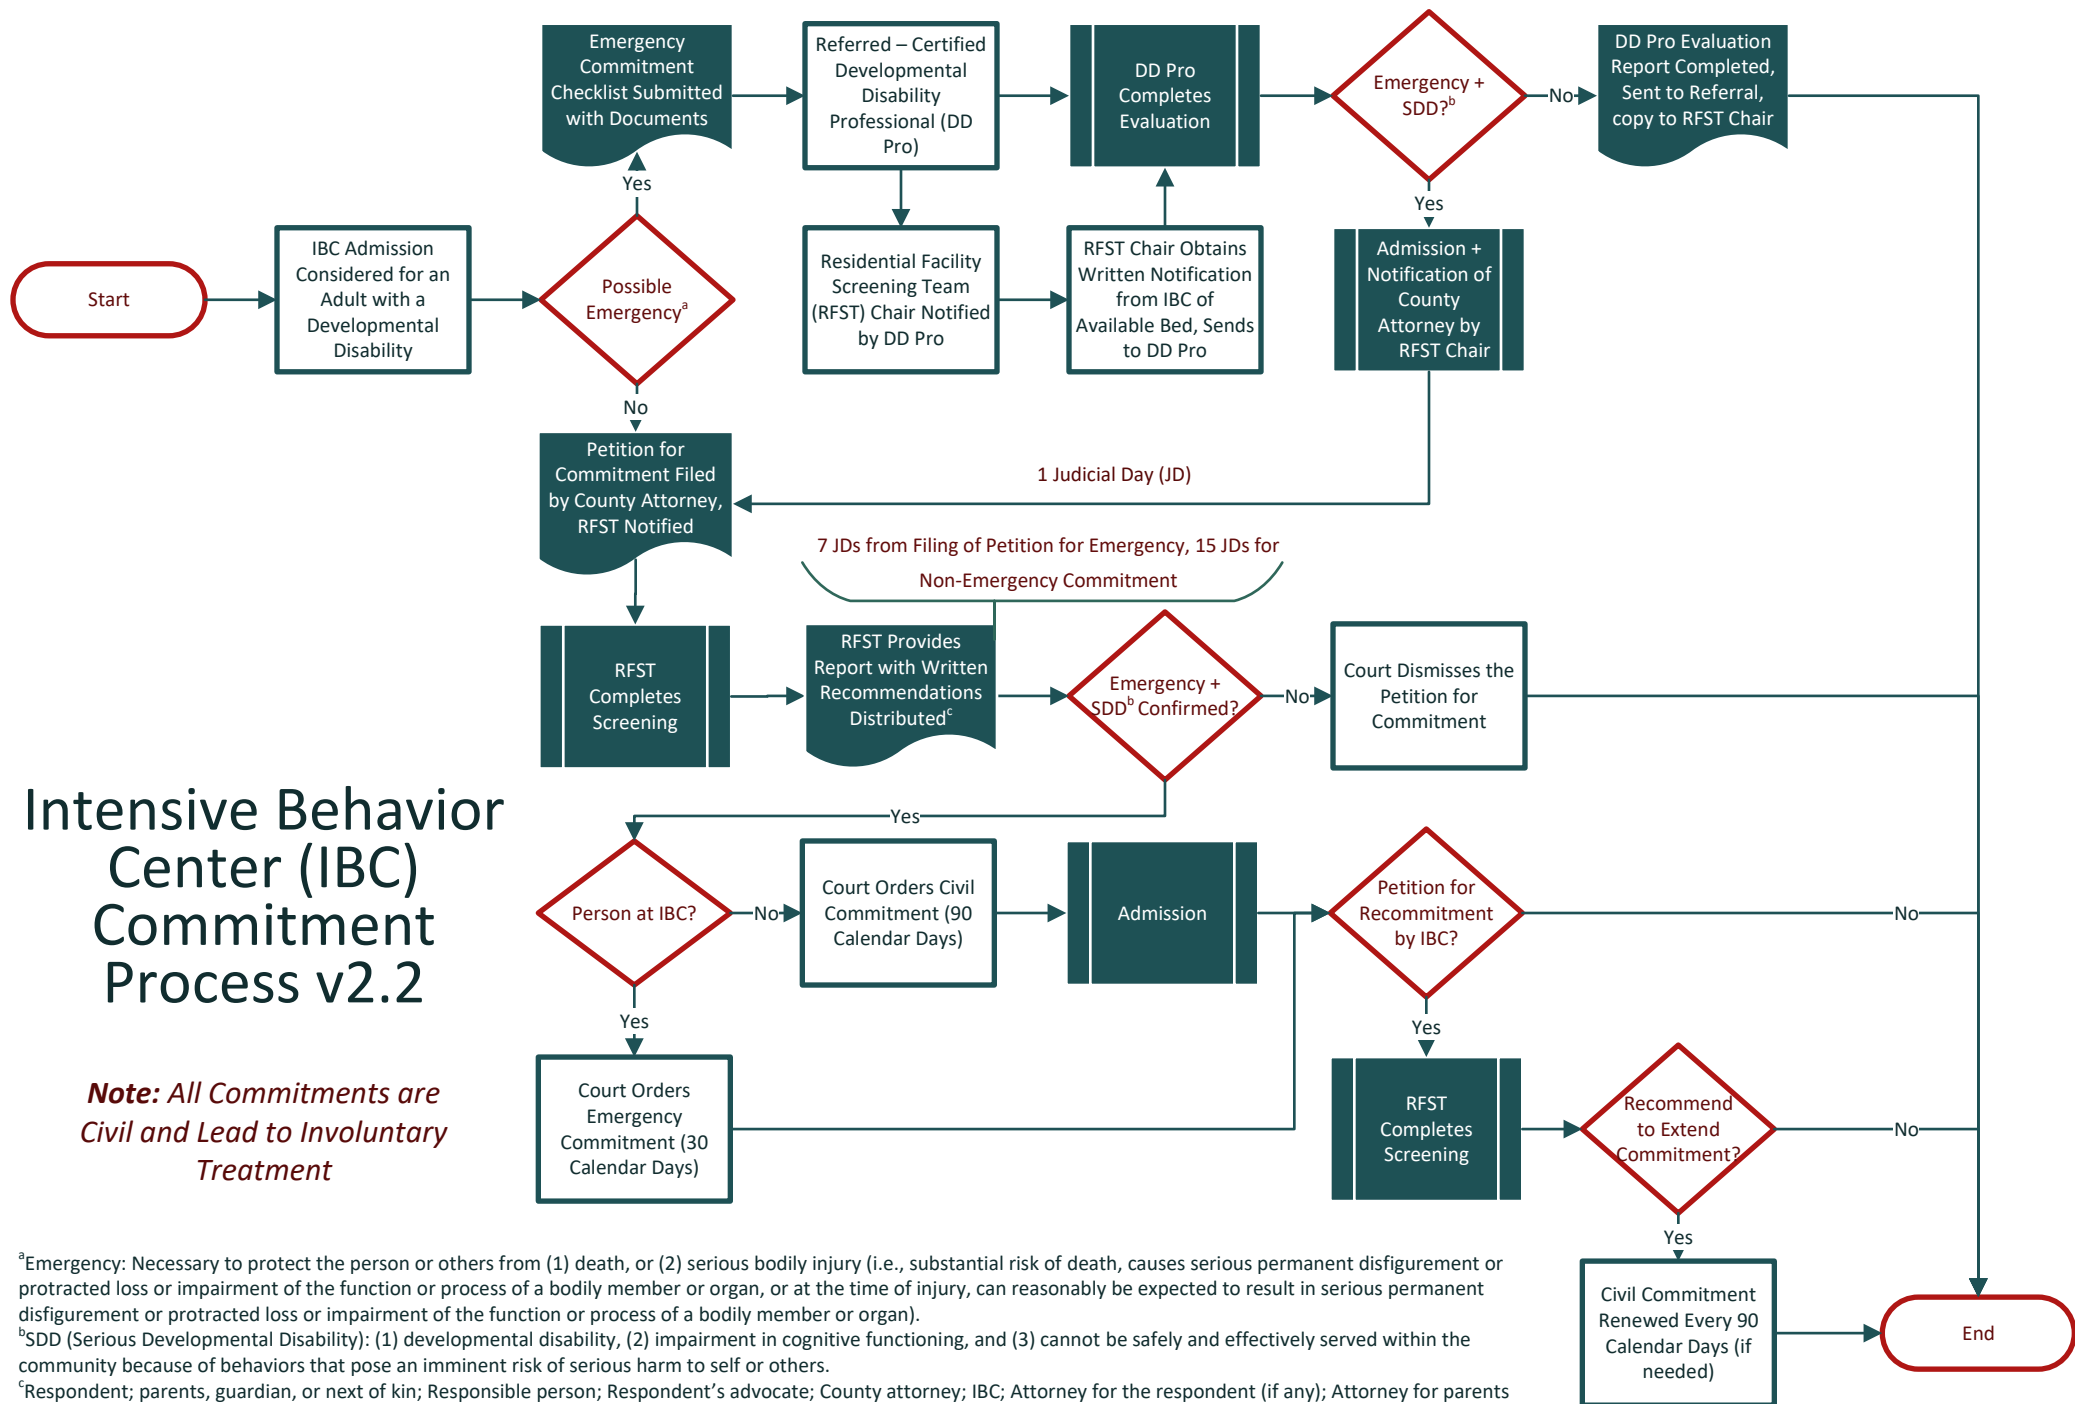 Emergency
Commitment
Checklist Submitted
with Documents
Referred – Certified
Developmental
Disability
Professional (DD
Pro)
DD Pro
Completes
Evaluation
Emergency +
SDD?b
No
DD Pro Evaluation
Report Completed,
Sent to Referral,
copy to RFST Chair
Yes
Yes
Start
IBC Admission
Considered for an
Adult with a
Developmental
Disability
Possible
Emergencya
Residential Facility
Screening Team
(RFST) Chair Notified
by DD Pro
RFST Chair Obtains
Written Notification
from IBC of
Available Bed, Sends
to DD Pro
Admission +
Notification of
County
Attorney by
RFST Chair
No
Petition for
Commitment Filed
by County Attorney,
RFST Notified
1 Judicial Day (JD)
7 JDs from Filing of Petition for Emergency, 15 JDs for
Non-Emergency Commitment
RFST
Completes
Screening
RFST Provides
Report with Written
Recommendations
Distributedc
Emergency +
SDDb Confirmed?
No
Court Dismisses the
Petition for
Commitment
Yes
Intensive Behavior
Center (IBC)
Commitment
Process v2.2
Person at IBC?
No
Court Orders Civil
Commitment (90
Calendar Days)
Admission
Petition for
Recommitment
by IBC?
No
Yes
Yes
Note: All Commitments are
Civil and Lead to Involuntary
Treatment
Court Orders
Emergency
Commitment (30
Calendar Days)
RFST
Completes
Screening
Recommend
to Extend
Commitment?
No
Yes
Civil Commitment
Renewed Every 90
Calendar Days (if
needed)
End
aEmergency: Necessary to protect the person or others from (1) death, or (2) serious bodily injury (i.e., substantial risk of death, causes serious permanent disfigurement or
protracted loss or impairment of the function or process of a bodily member or organ, or at the time of injury, can reasonably be expected to result in serious permanent
disfigurement or protracted loss or impairment of the function or process of a bodily member or organ).
bSDD (Serious Developmental Disability): (1) developmental disability, (2) impairment in cognitive functioning, and (3) cannot be safely and effectively served within the
community because of behaviors that pose an imminent risk of serious harm to self or others.
cRespondent; parents, guardian, or next of kin; Responsible person; Respondent's advocate; County attorney; IBC; Attorney for the respondent (if any); Attorney for parents